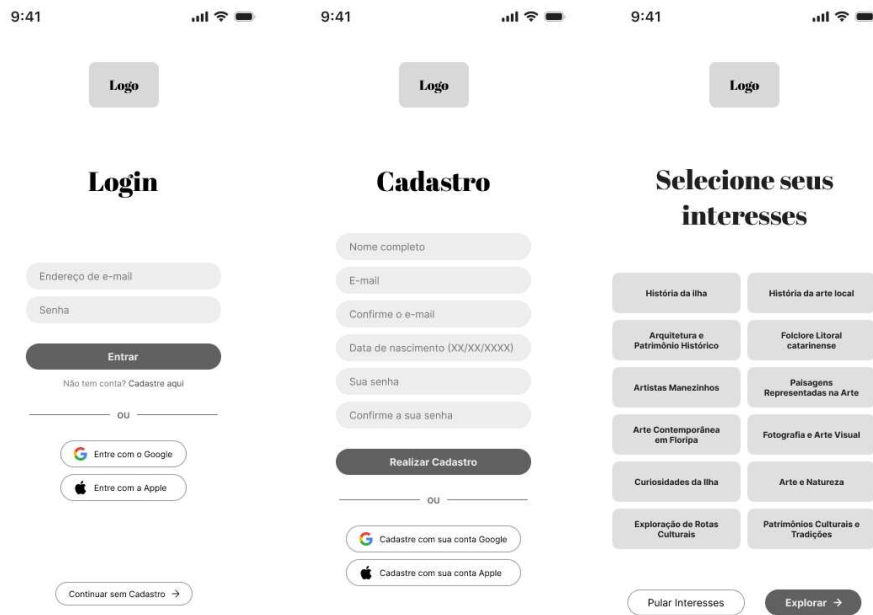 9:41
Logo
Login
Endereço de e-mail
Senha
Entrar
Não tem conta? Cadastre aqui
OU
Entre com o Google
Entre com a Apple
Continuar sem Cadastro →
9:41
Logo
Cadastro
Nome completo
E-mail
Confirme o e-mail
Data de nascimento (XX/XX/XXXX)
Sua senha
Confirme a sua senha
Realizar Cadastro
OU
Cadastre com sua conta Google
Cadastre com sua conta Apple
9:41
Logo
Selecione seus
interesses
História da ilha
História da arte local
Arquitetura e
Patrimônio Histórico
Folclore Litoral
catarinense
Artistas Manezinhos
Paisagens
Representadas na Arte
Arte Contemporânea
em Floripa
Fotografia e Arte Visual
Curiosidades da Ilha
Arte e Natureza
Exploração de Rotas
Culturais
Patrimônios Culturais e
Tradições
Pular Interesses
Explorar →